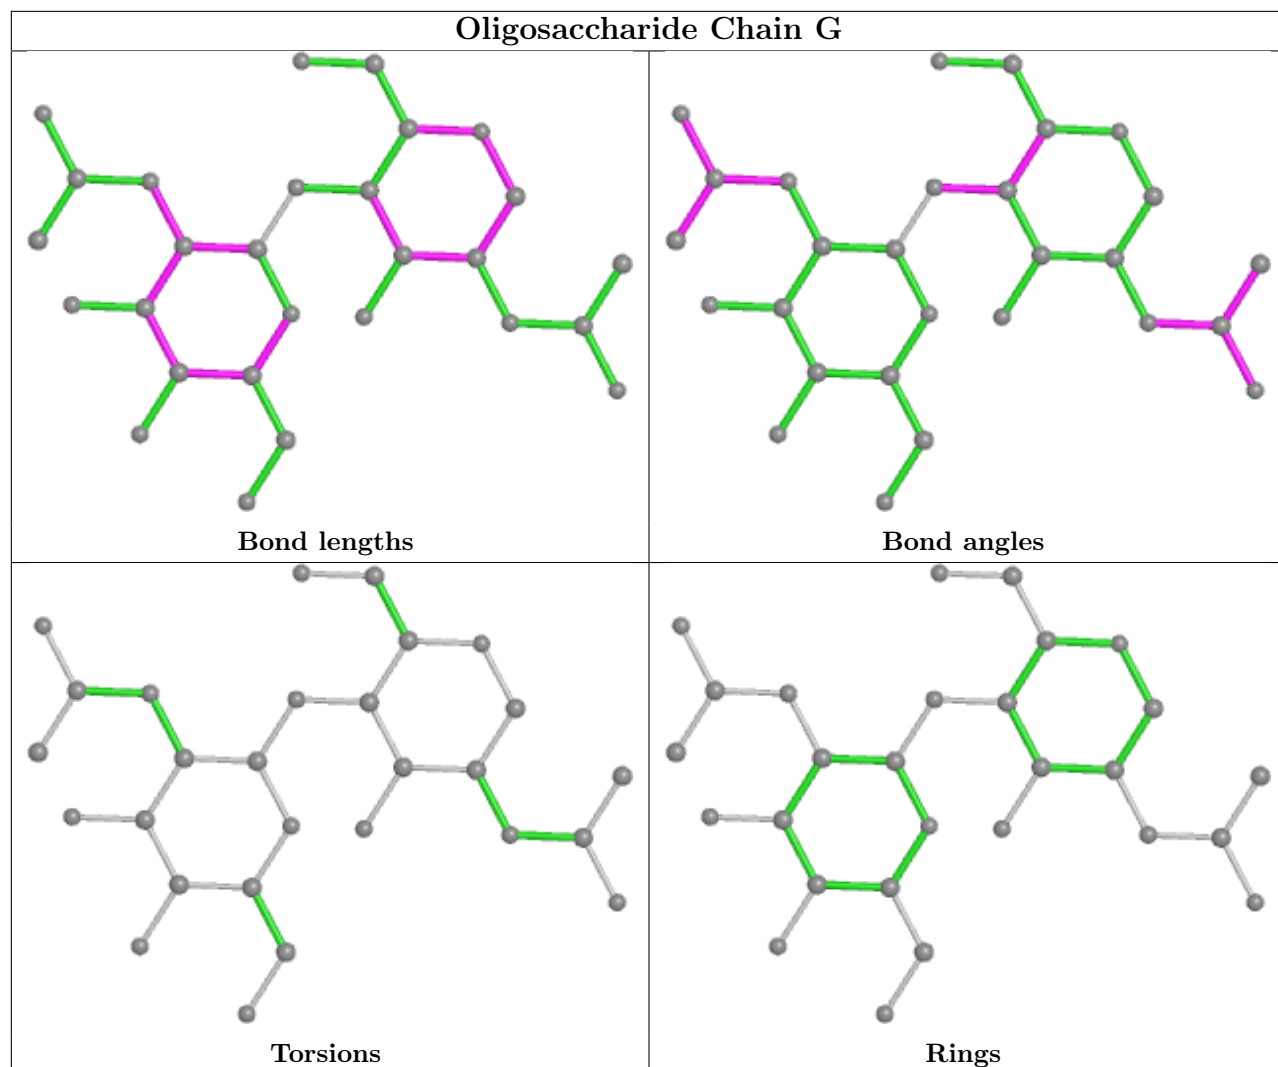 Oligosaccharide Chain G
Bond lengths
Bond angles
Torsions
Rings